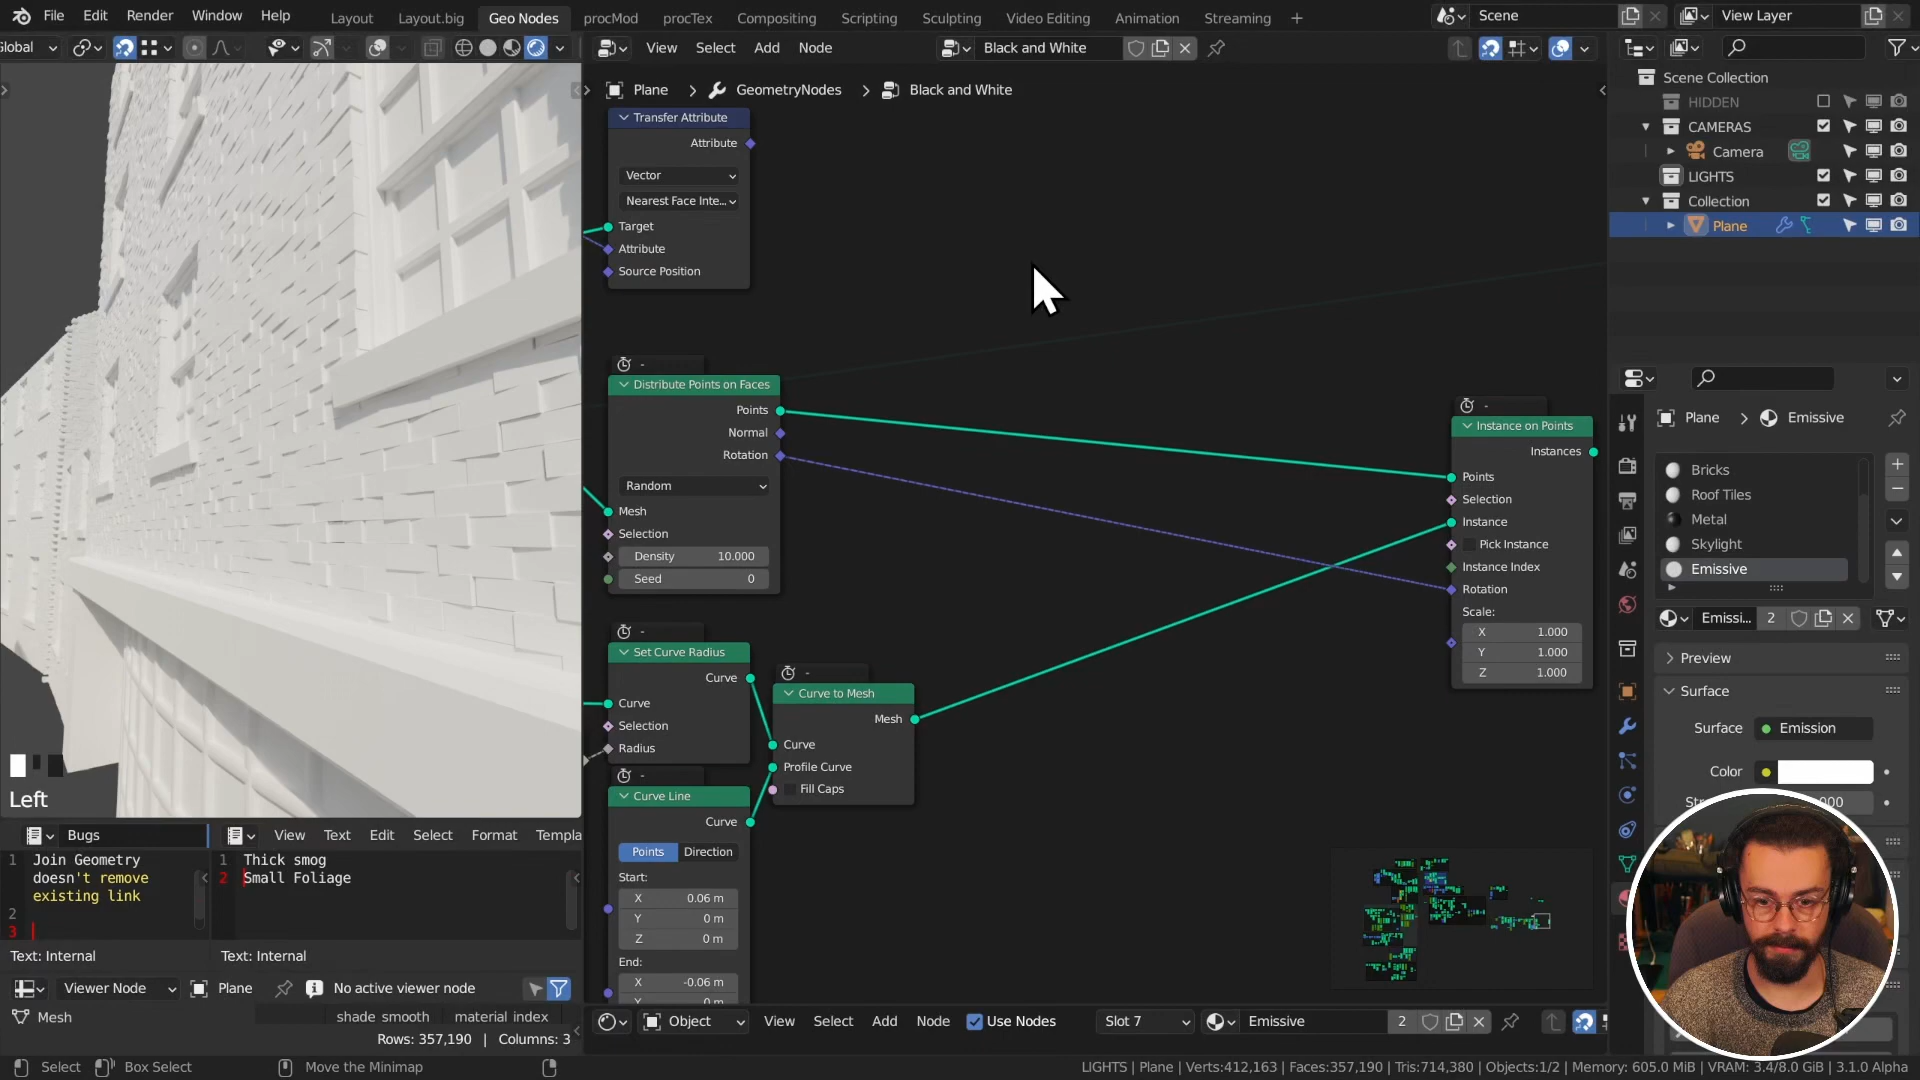 File Edit Render Window Help Layout Layout.big Geo Nodes procMod procTex Compositing Scripting Sculpting Video Editing Animation Streaming + Scene View Layer
Global View Select Add Node Black and White
Plane > GeometryNodes > Black and White
Scene Collection
HIDDEN
CAMERAS
Camera
LIGHTS
Collection
Plane
Transfer Attribute
Attribute
Vector
Nearest Face Inte...
Target
Attribute
Source Position
-
Distribute Points on Faces
Points
Normal
Rotation
Random
Mesh
Selection
Density 10.000
Seed 0
-
Set Curve Radius
Curve
Curve
Selection
Radius
-
Curve to Mesh
Mesh
Curve
Profile Curve
Fill Caps
-
Curve Line
Curve
Points Direction
Start:
X 0.06 m
Y 0 m
Z 0 m
End:
X -0.06 m
Y 0 m
-
Instance on Points
Instances
Points
Selection
Instance
Pick Instance
Instance Index
Rotation
Scale:
X 1.000
Y 1.000
Z 1.000
Plane > Emissive
Bricks
Roof Tiles
Metal
Skylight
Emissive
Emissi... 2
Preview
Surface
Surface Emission
Color
Left
Bugs View Text Edit Select Format Templa
1 Join Geometry
doesn't remove
existing link
2
3
1 Thick smog
2 Small Foliage
Text: Internal Text: Internal
Viewer Node Plane No active viewer node
Mesh shade_smooth material_index
Rows: 357,190 | Columns: 3
Object View Select Add Node Use Nodes Slot 7 Emissive 2
Select Box Select Move the Minimap LIGHTS | Plane | Verts:412,163 | Faces:357,190 | Tris:714,380 | Objects:1/2 | Memory: 605.0 MiB | VRAM: 3.4/8.0 GiB | 3.1.0 Alpha